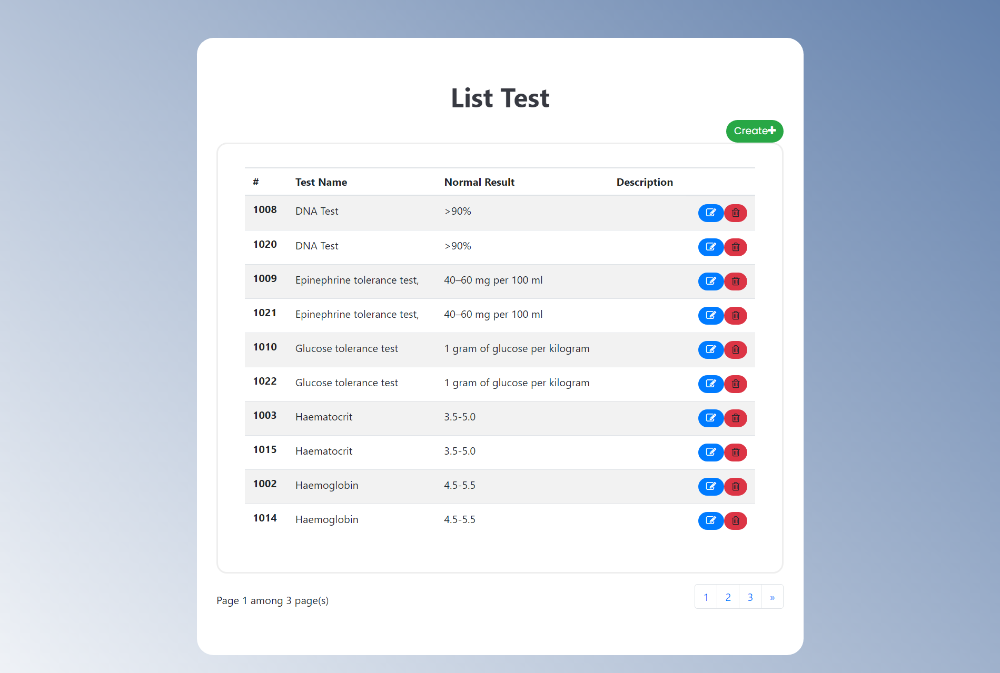 List Test
Create
# Test Name Normal Result Description
1008 DNA Test >90%
1020 DNA Test >90%
1009 Epinephrine tolerance test, 40–60 mg per 100 ml
1021 Epinephrine tolerance test, 40–60 mg per 100 ml
1010 Glucose tolerance test 1 gram of glucose per kilogram
1022 Glucose tolerance test 1 gram of glucose per kilogram
1003 Haematocrit 3.5-5.0
1015 Haematocrit 3.5-5.0
1002 Haemoglobin 4.5-5.5
1014 Haemoglobin 4.5-5.5
Page 1 among 3 page(s) 1 2 3 »